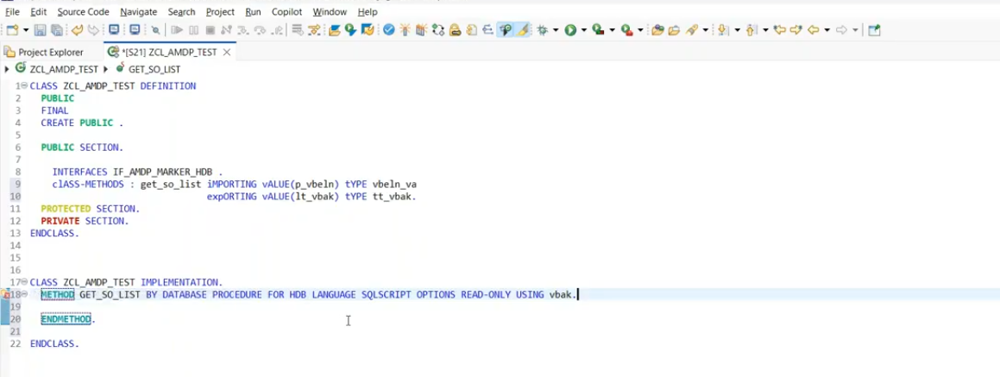 File Edit Source Code Navigate Search Project Run Copilot Window Help
Project Explorer *[S21] ZCL_AMDP_TEST
ZCL_AMDP_TEST GET_SO_LIST
1 CLASS ZCL_AMDP_TEST DEFINITION
2 PUBLIC
3 FINAL
4 CREATE PUBLIC .
5
6 PUBLIC SECTION.
7
8 INTERFACES IF_AMDP_MARKER_HDB .
9 clASS-METHODS : get_so_list iMPORTING vALUE(p_vbeln) tYPE vbeln_va
10 expORTING vALUE(lt_vbak) tYPE tt_vbak.
11 PROTECTED SECTION.
12 PRIVATE SECTION.
13 ENDCLASS.
14
15
16
17 CLASS ZCL_AMDP_TEST IMPLEMENTATION.
18 METHOD GET_SO_LIST BY DATABASE PROCEDURE FOR HDB LANGUAGE SQLSCRIPT OPTIONS READ-ONLY USING vbak.
19
20 ENDMETHOD.
21
22 ENDCLASS.